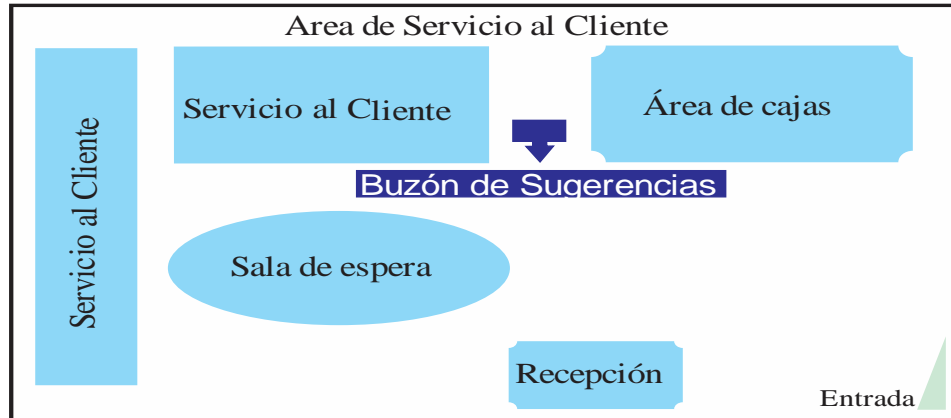 Area de Servicio al Cliente
Servicio al Cliente
Servicio al Cliente
Área de cajas
Buzón de Sugerencias
Sala de espera
Recepción
Entrada